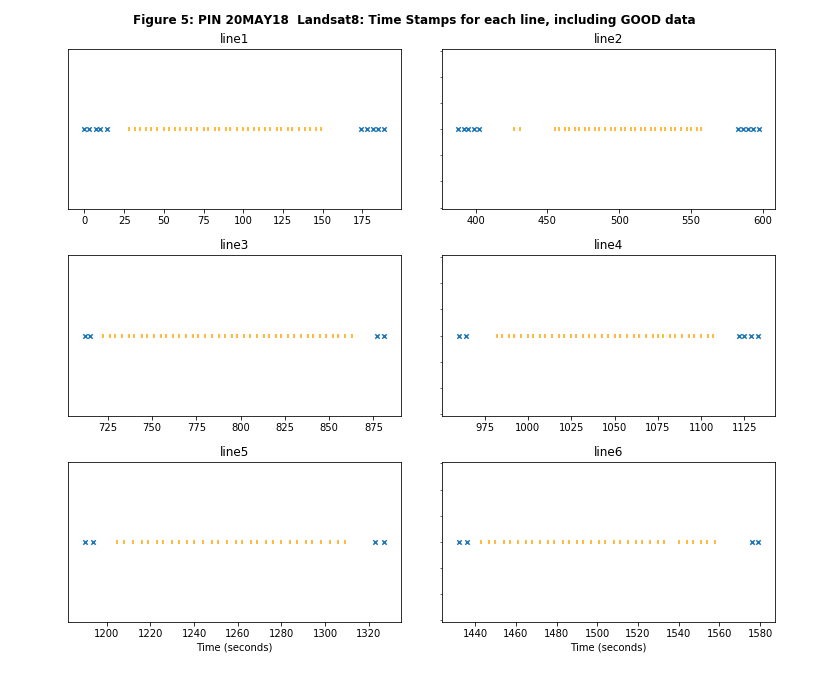 Figure 5: PIN 20MAY18  Landsat8: Time Stamps for each line, including GOOD data
line1
line2
0 25 50 75 100 125 150 175
400 450 500 550 600
line3
line4
725 750 775 800 825 850 875
975 1000 1025 1050 1075 1100 1125
line5
line6
1200 1220 1240 1260 1280 1300 1320
1440 1460 1480 1500 1520 1540 1560 1580
Time (seconds)
Time (seconds)